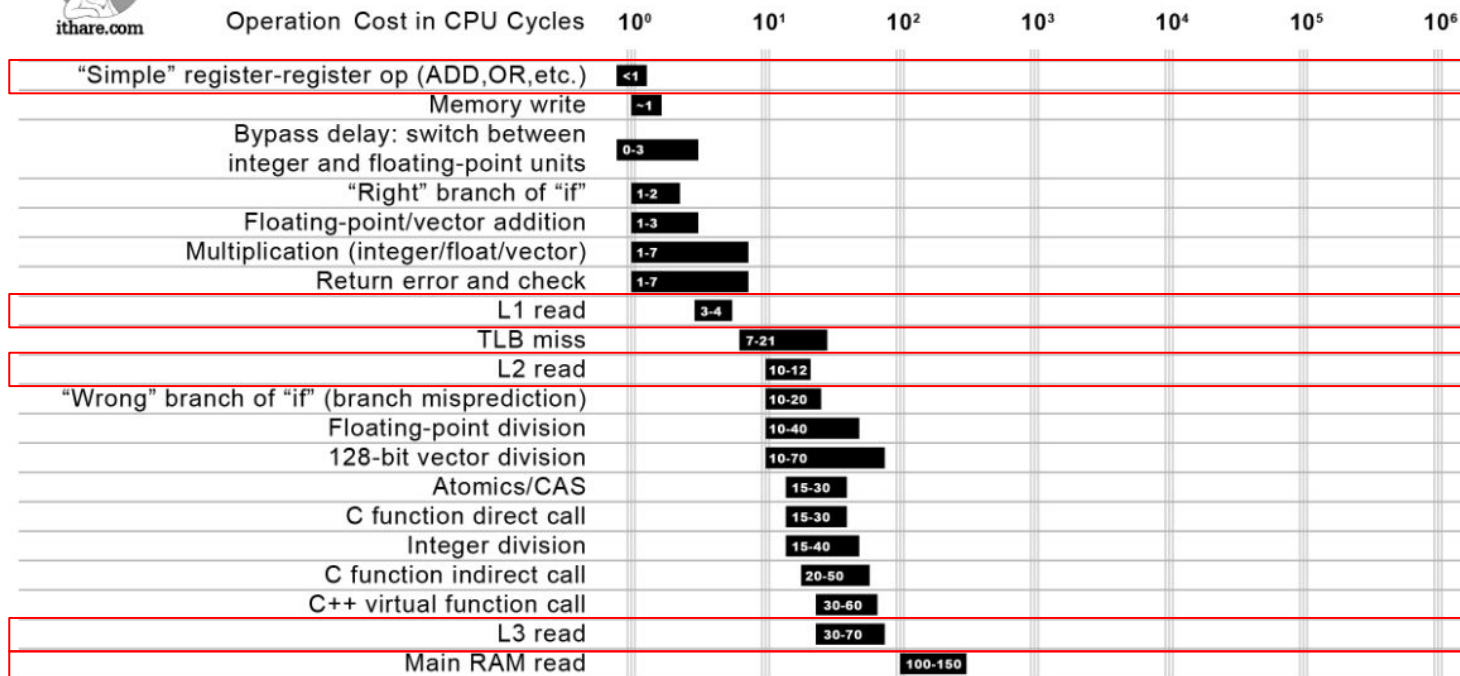 ithare.com
Operation Cost in CPU Cycles 10⁰ 10¹ 10² 10³ 10⁴ 10⁵ 10⁶
“Simple” register-register op (ADD,OR,etc.) <1
Memory write ~1
Bypass delay: switch between
integer and floating-point units 0-3
“Right” branch of “if” 1-2
Floating-point/vector addition 1-3
Multiplication (integer/float/vector) 1-7
Return error and check 1-7
L1 read 3-4
TLB miss 7-21
L2 read 10-12
“Wrong” branch of “if” (branch misprediction) 10-20
Floating-point division 10-40
128-bit vector division 10-70
Atomics/CAS 15-30
C function direct call 15-30
Integer division 15-40
C function indirect call 20-50
C++ virtual function call 30-60
L3 read 30-70
Main RAM read 100-150